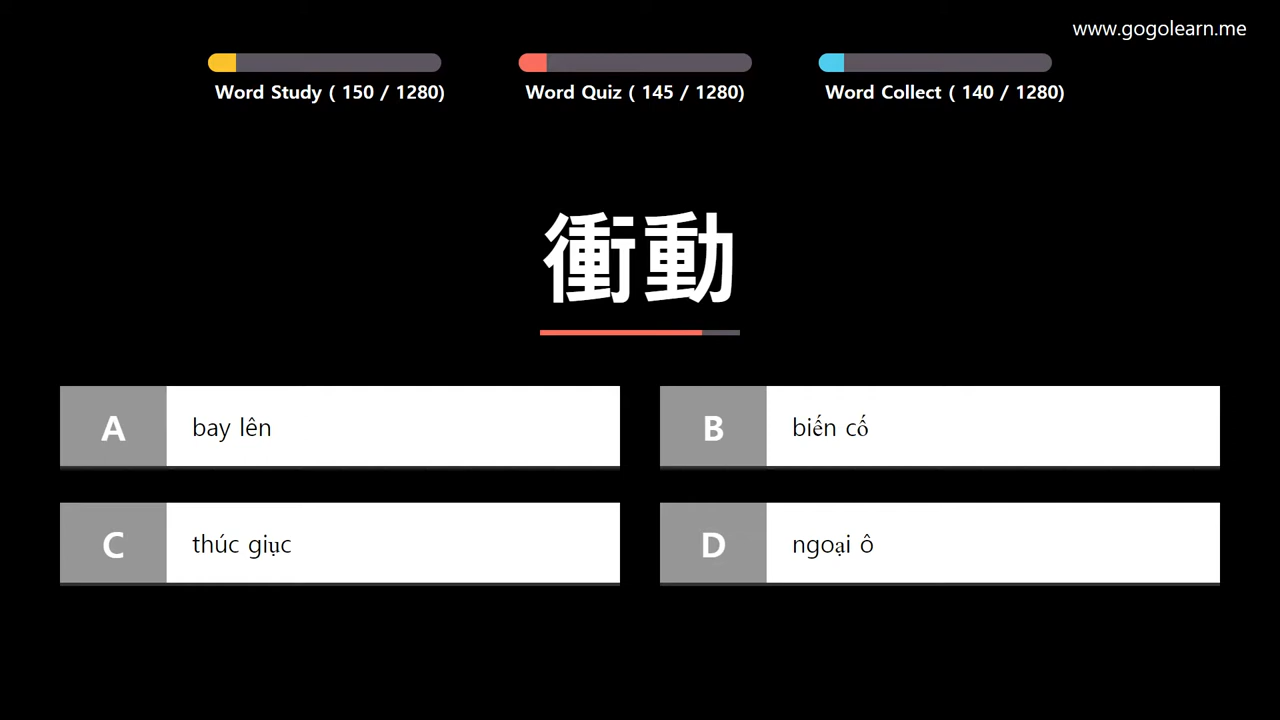 www.gogolearn.me
Word Study ( 150 / 1280)
Word Quiz ( 145 / 1280)
Word Collect ( 140 / 1280)
衝動
A bay lên
B biến cố
C thúc giục
D ngoại ô